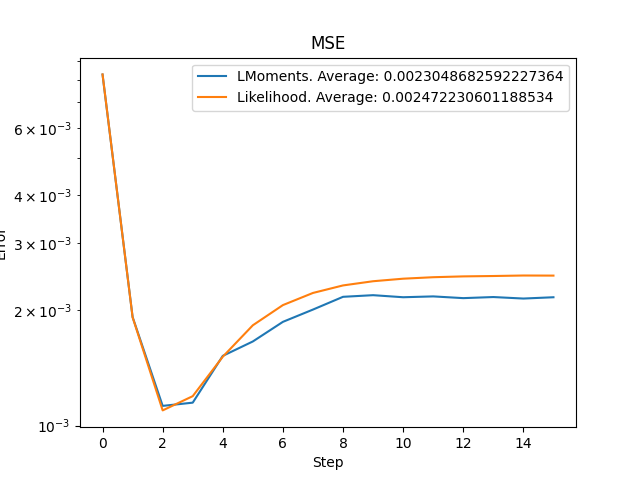 MSE
LMoments. Average: 0.0023048682592227364
Likelihood. Average: 0.002472230601188534
6 × 10⁻³
4 × 10⁻³
3 × 10⁻³
2 × 10⁻³
10⁻³
Error
0 2 4 6 8 10 12 14
Step